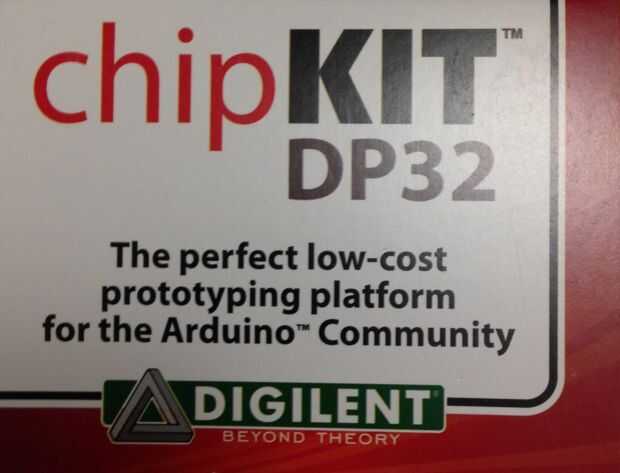 chipKIT™
DP32
The perfect low-cost
prototyping platform
for the Arduino™ Community
DIGILENT®
BEYOND THEORY